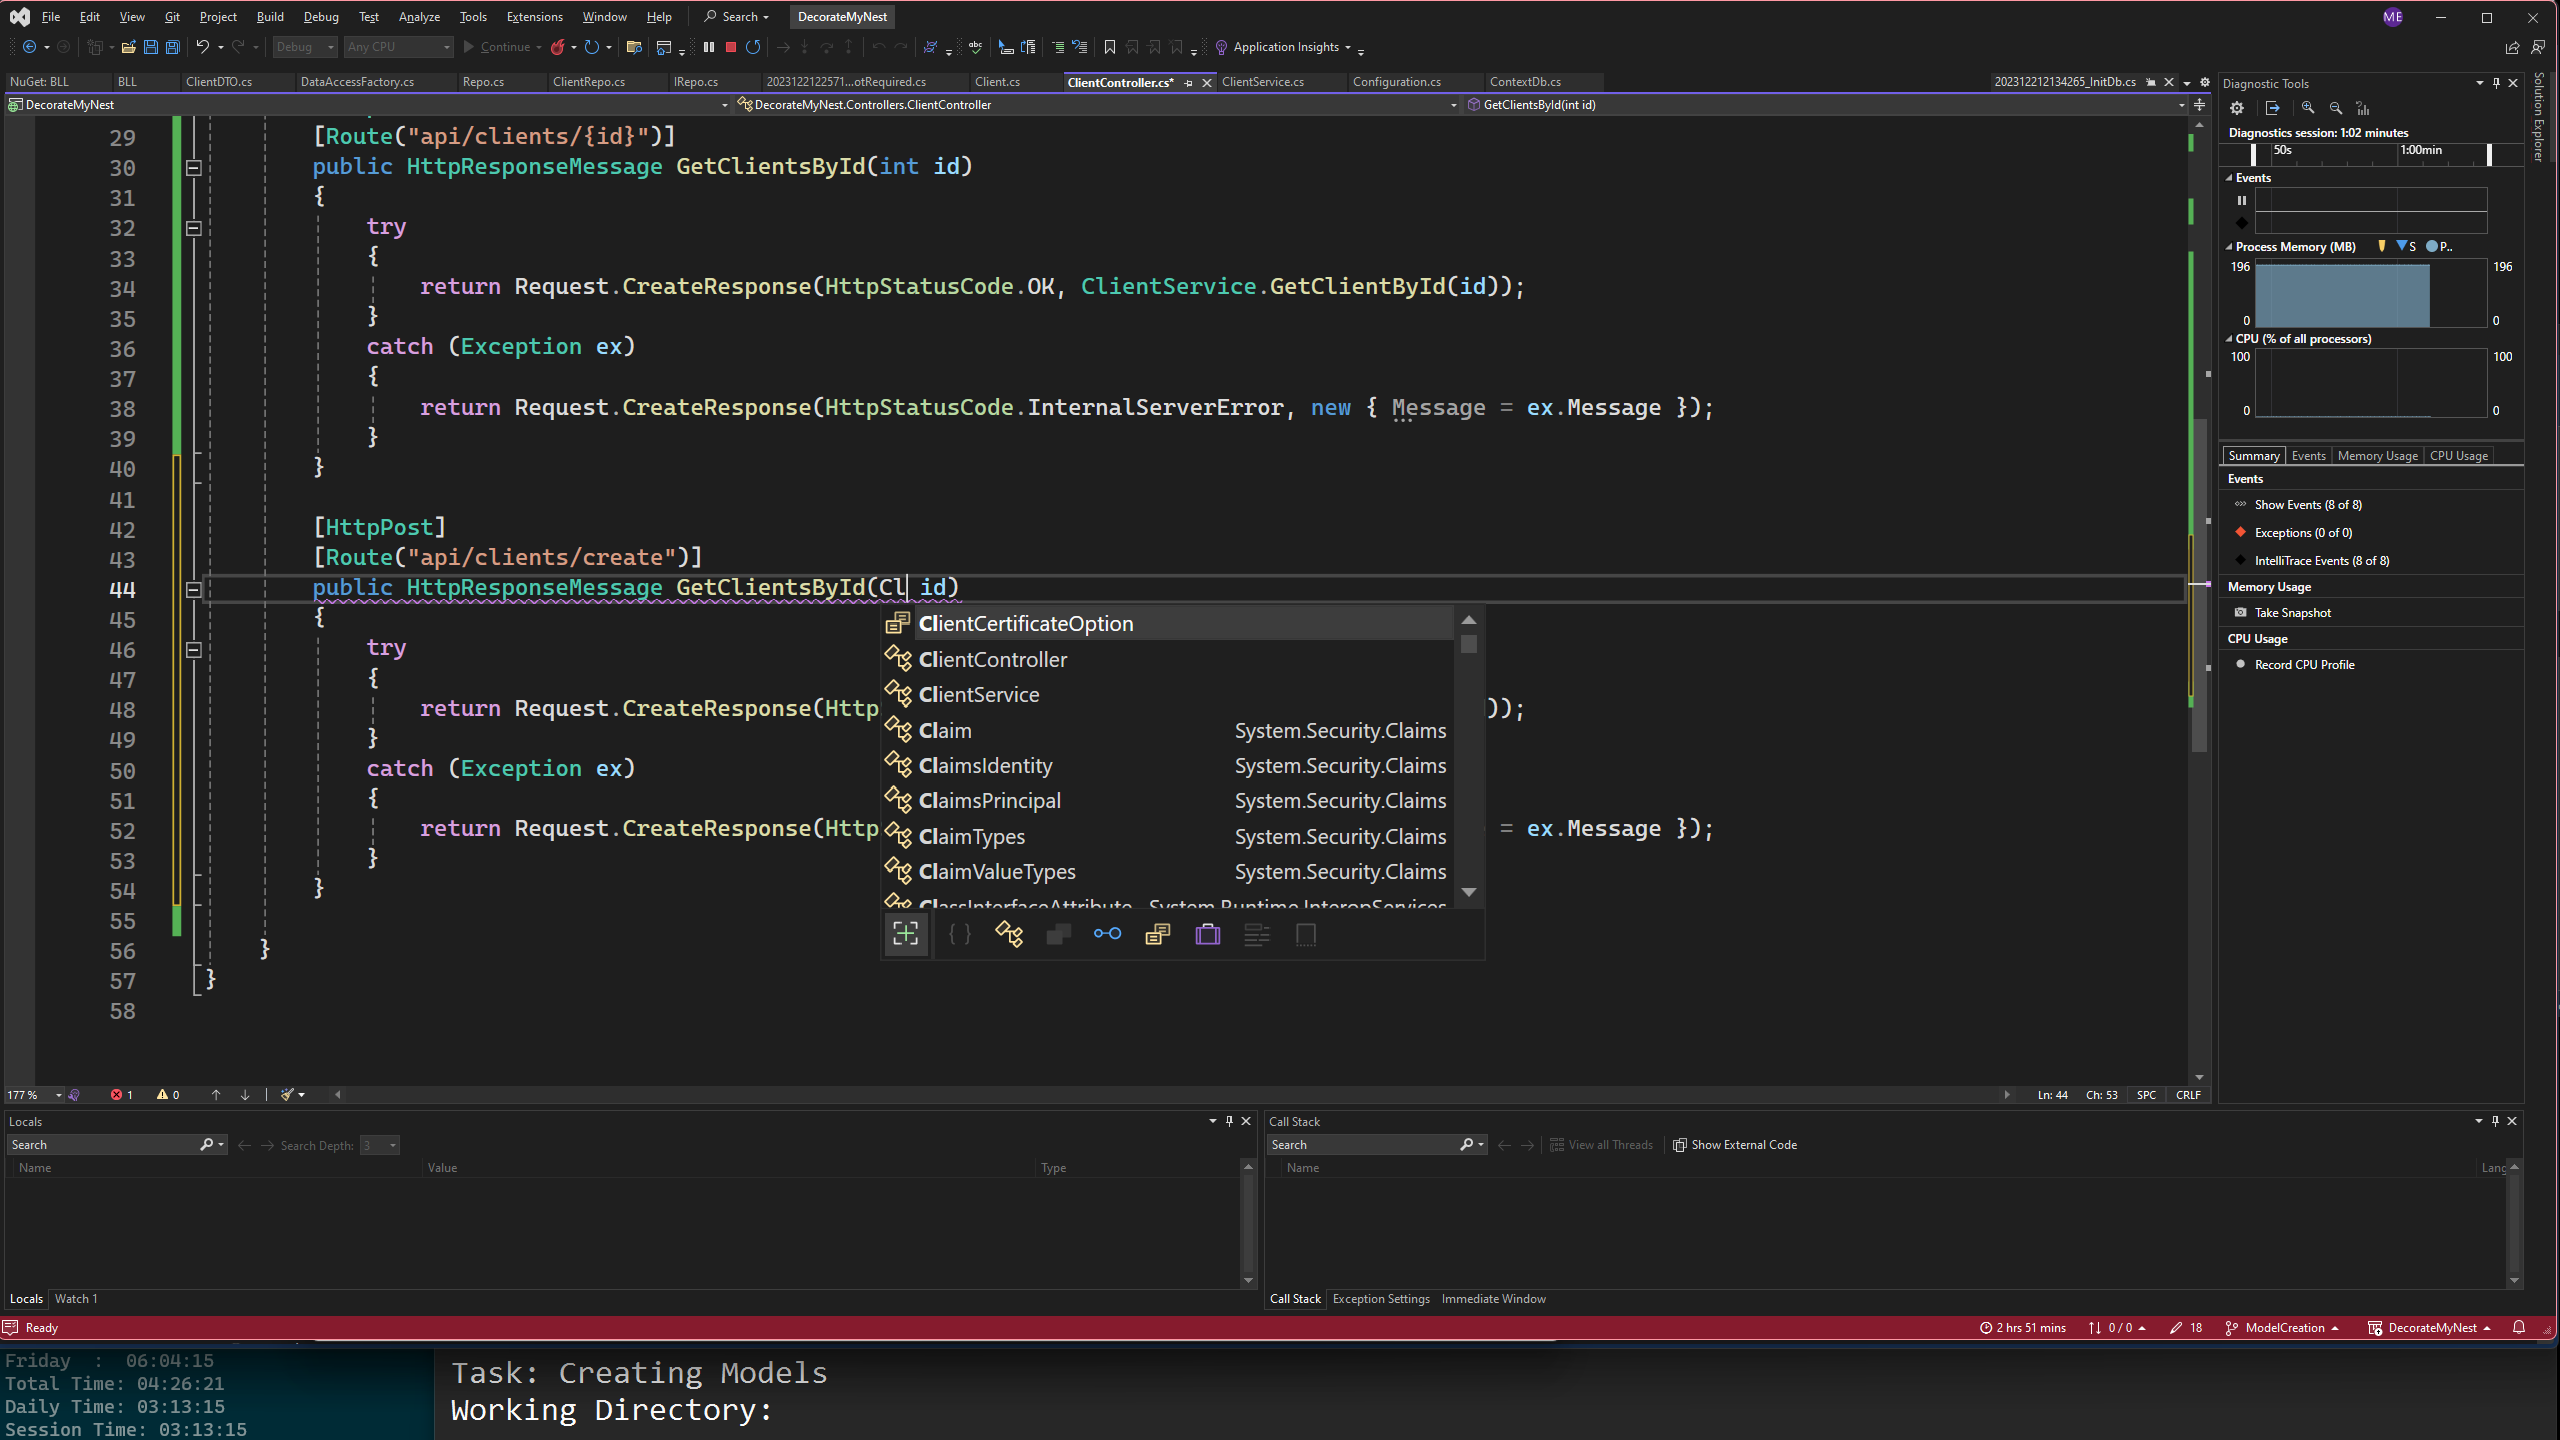 File Edit View Git Project Build Debug Test Analyze Tools Extensions Window Help Search DecorateMyNest ME
Debug Any CPU Continue Application Insights
NuGet: BLL BLL ClientDTO.cs DataAccessFactory.cs Repo.cs ClientRepo.cs IRepo.cs 2023122122571...otRequired.cs Client.cs ClientController.cs* ClientService.cs Configuration.cs ContextDb.cs 202312212134265_InitDb.cs
DecorateMyNest DecorateMyNest.Controllers.ClientController GetClientsById(int id)
29 [Route("api/clients/{id}")]
30 public HttpResponseMessage GetClientsById(int id)
31 {
32 try
33 {
34 return Request.CreateResponse(HttpStatusCode.OK, ClientService.GetClientById(id));
35 }
36 catch (Exception ex)
37 {
38 return Request.CreateResponse(HttpStatusCode.InternalServerError, new { Message = ex.Message });
39 }
40 }
41
42 [HttpPost]
43 [Route("api/clients/create")]
44 public HttpResponseMessage GetClientsById(Cl id)
45 {
46 try
47 {
48 return Request.CreateResponse(Http ));
49 }
50 catch (Exception ex)
51 {
52 return Request.CreateResponse(Http = ex.Message });
53 }
54 }
55
56 }
57 }
58
ClientCertificateOption
ClientController
ClientService
Claim System.Security.Claims
ClaimsIdentity System.Security.Claims
ClaimsPrincipal System.Security.Claims
ClaimTypes System.Security.Claims
ClaimValueTypes System.Security.Claims
ClassInterfaceAttribute System.Runtime.InteropServices
177 % 1 0 Ln: 44 Ch: 53 SPC CRLF
Diagnostic Tools
Diagnostics session: 1:02 minutes
50s 1:00min
Events
Process Memory (MB) S P..
196 196
0 0
CPU (% of all processors)
100 100
0 0
Summary Events Memory Usage CPU Usage
Events
Show Events (8 of 8)
Exceptions (0 of 0)
IntelliTrace Events (8 of 8)
Memory Usage
Take Snapshot
CPU Usage
Record CPU Profile
Solution Explorer
Locals
Search Search Depth: 3
Name Value Type
Locals Watch 1
Call Stack
Search View all Threads Show External Code
Name Lang
Call Stack Exception Settings Immediate Window
Ready 2 hrs 51 mins 0 / 0 18 ModelCreation DecorateMyNest
Friday : 06:04:15
Total Time: 04:26:21
Daily Time: 03:13:15
Session Time: 03:13:15
Task: Creating Models
Working Directory: